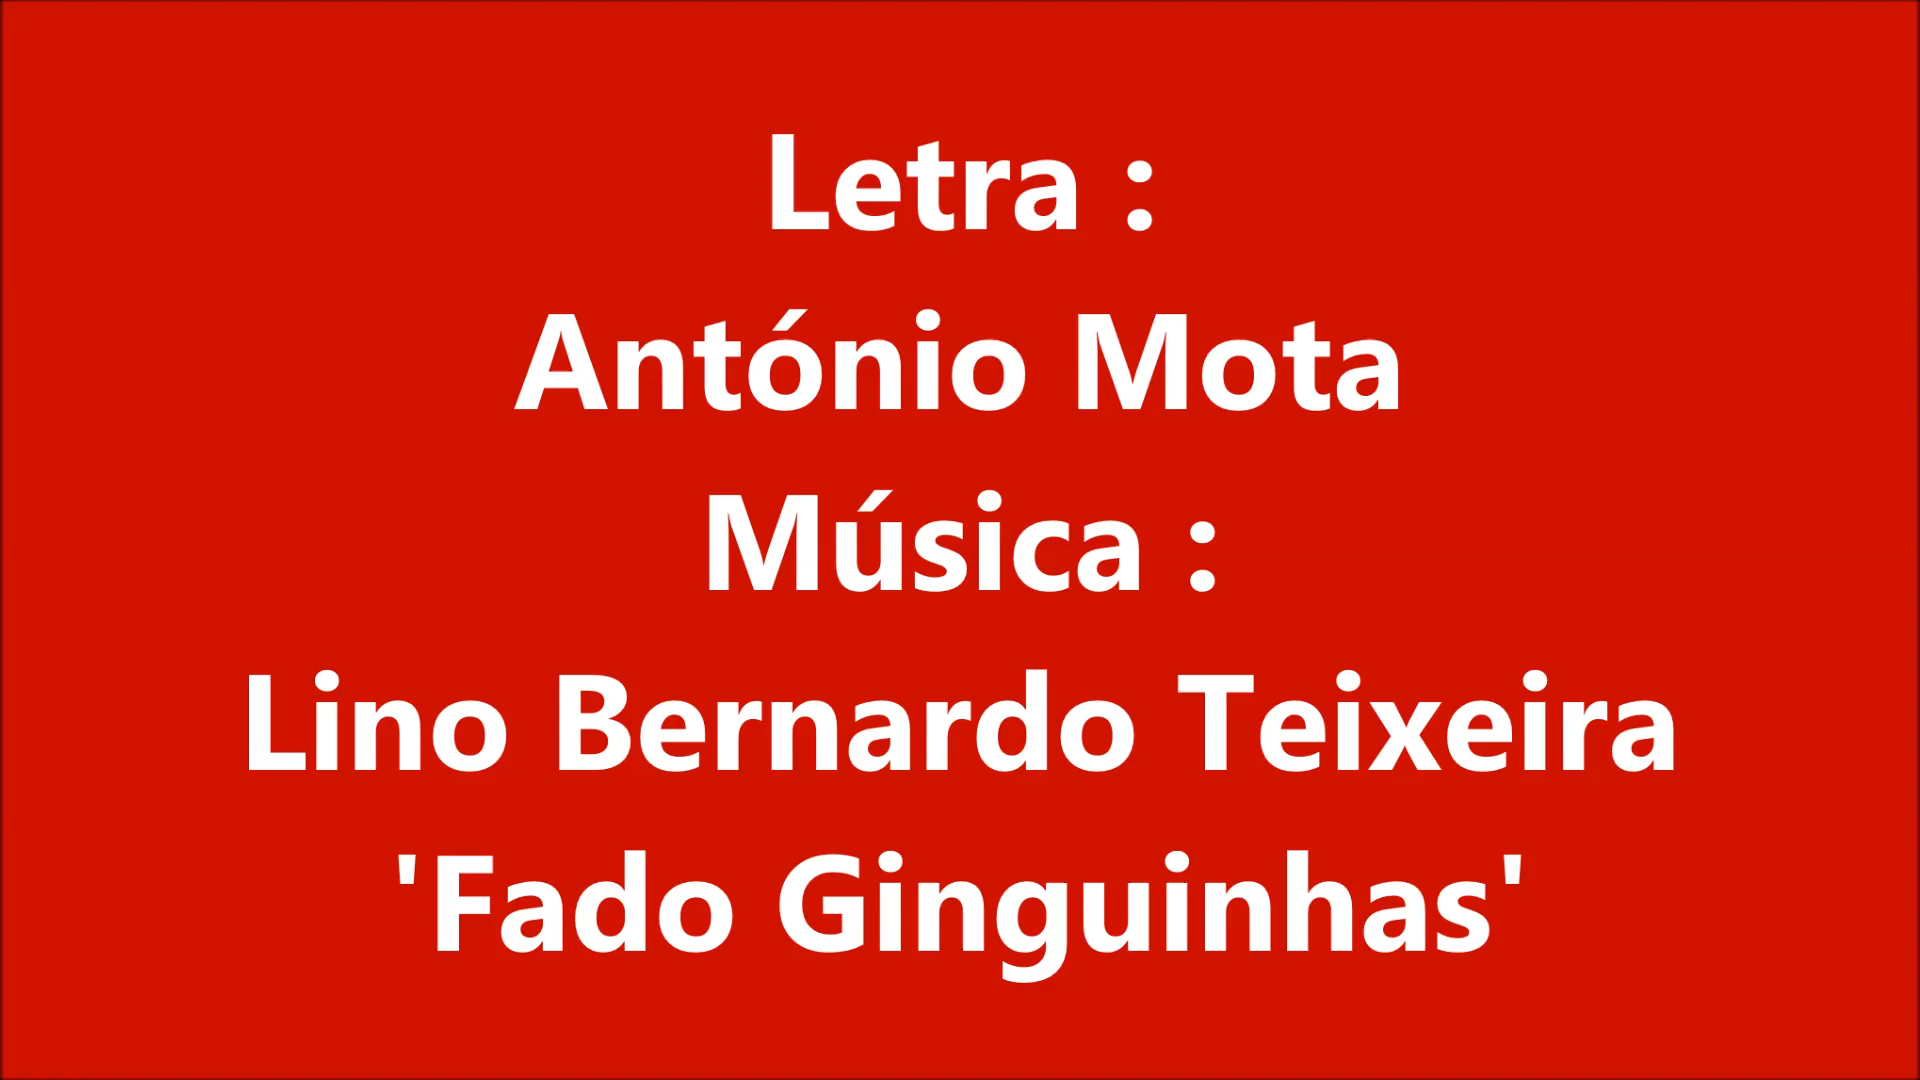 Letra :
António Mota
Música :
Lino Bernardo Teixeira
'Fado Ginguinhas'